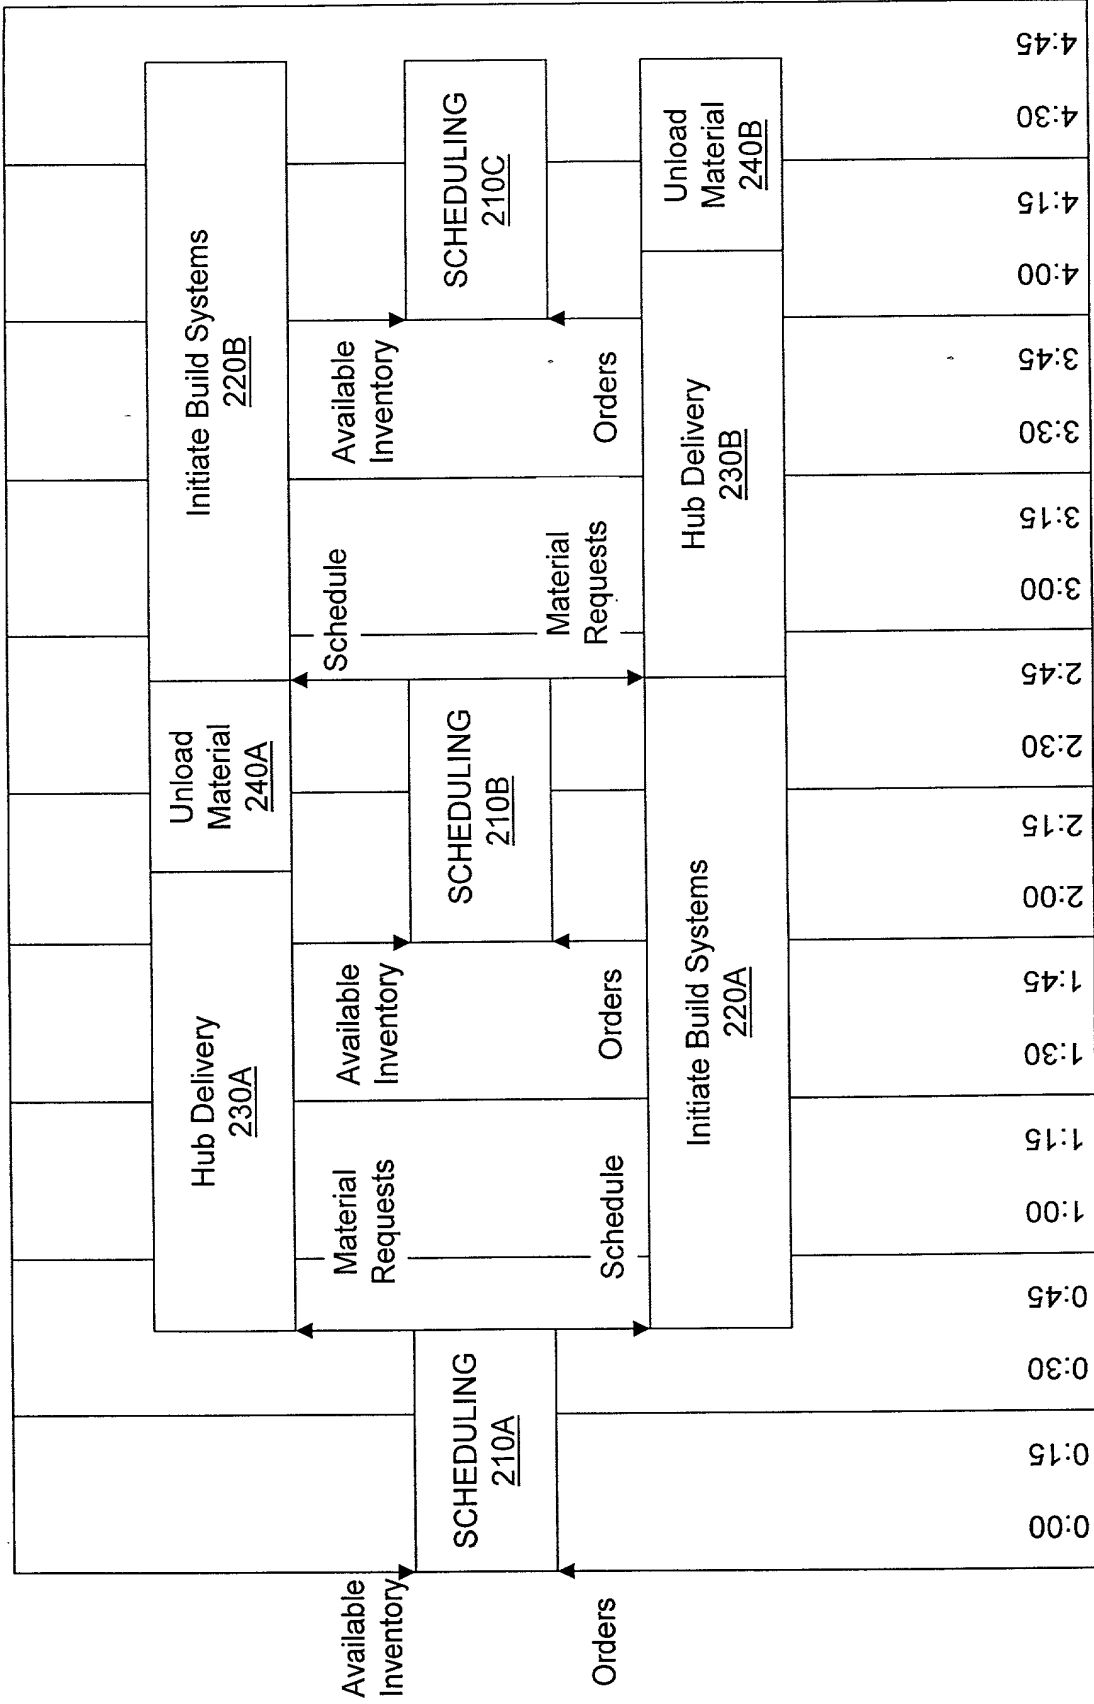 Available
Inventory
Orders
SCHEDULING
210A
Hub Delivery
230A
Unload
Material
240A
Initiate Build Systems
220B
Material
Requests
Available
Inventory
Schedule
Available
Inventory
SCHEDULING
210B
SCHEDULING
210C
Schedule
Orders
Material
Requests
Orders
Initiate Build Systems
220A
Hub Delivery
230B
Unload
Material
240B
0:00
0:15
0:30
0:45
1:00
1:15
1:30
1:45
2:00
2:15
2:30
2:45
3:00
3:15
3:30
3:45
4:00
4:15
4:30
4:45